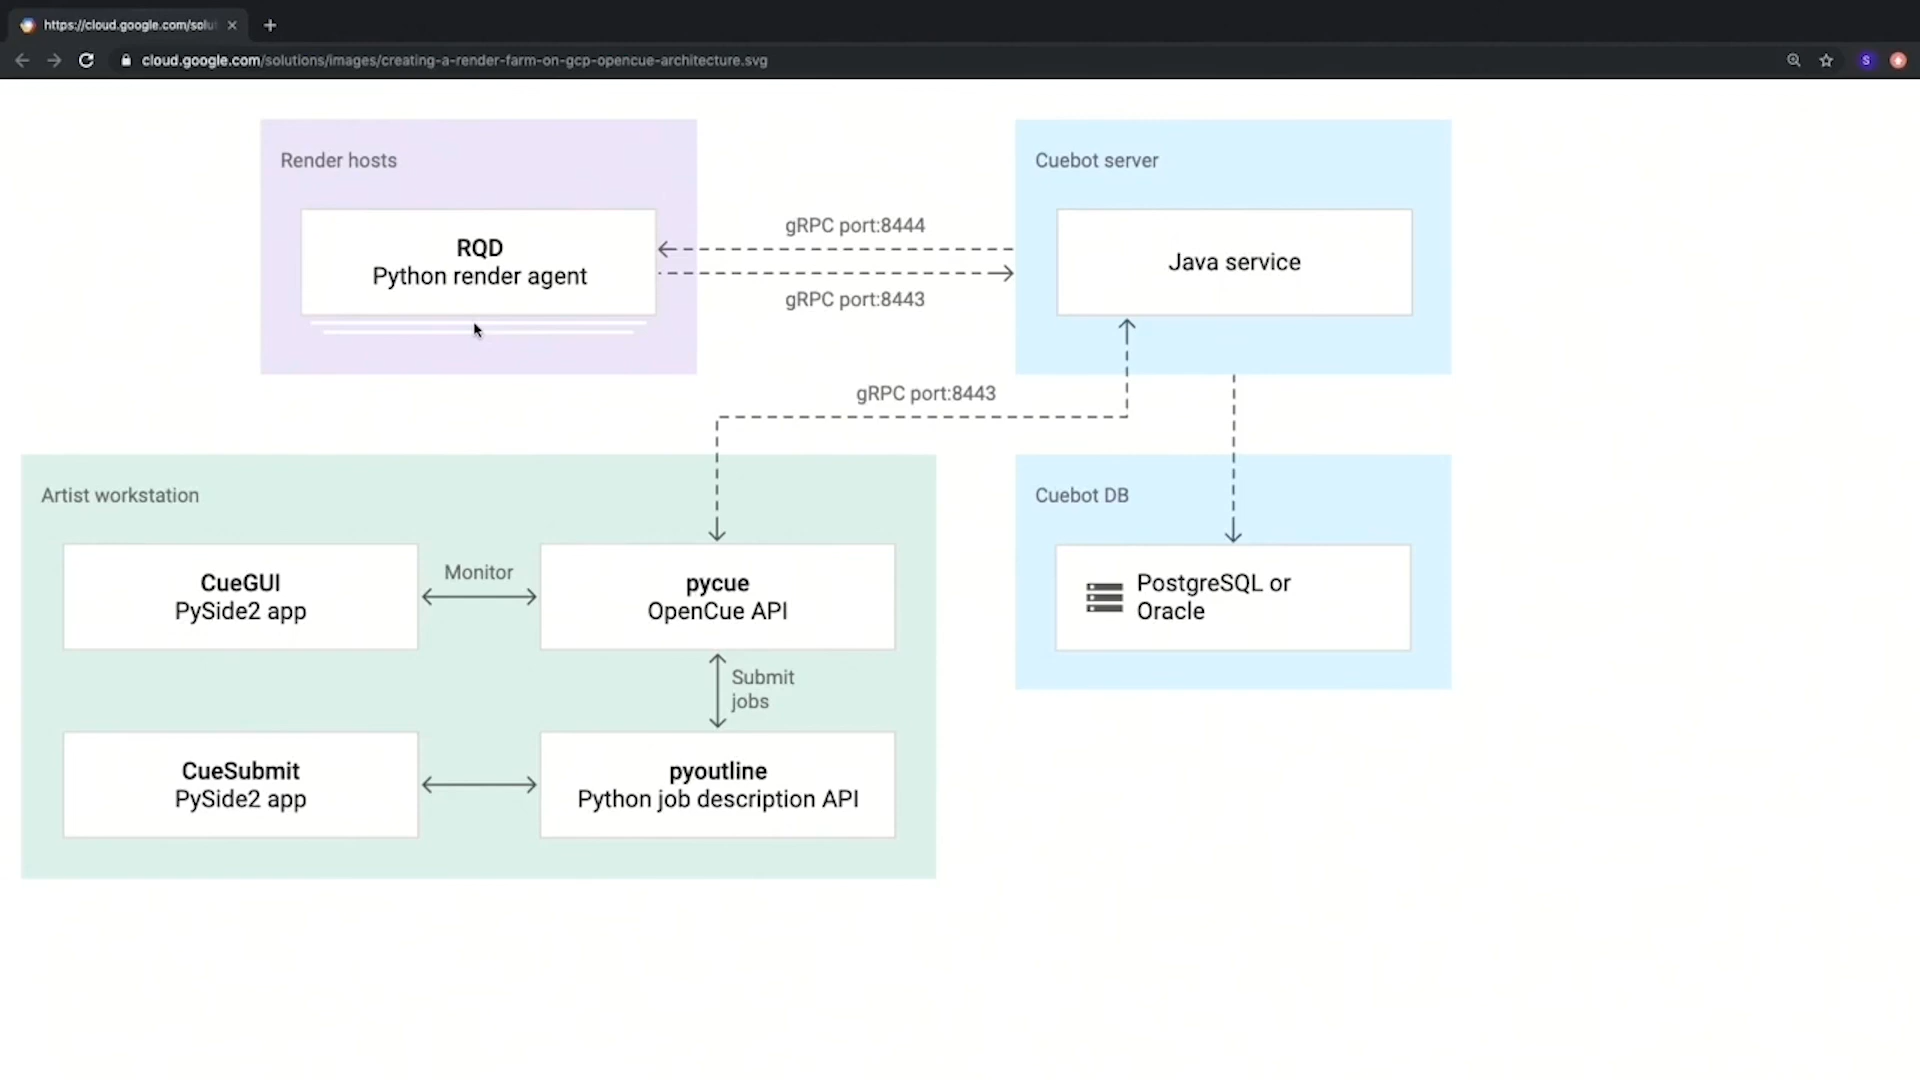 https://cloud.google.com/solu
cloud.google.com/solutions/images/creating-a-render-farm-on-gcp-opencue-architecture.svg
S
Render hosts
RQD
Python render agent
gRPC port:8444
gRPC port:8443
Cuebot server
Java service
gRPC port:8443
Artist workstation
CueGUI
PySide2 app
Monitor
pycue
OpenCue API
Submit
jobs
CueSubmit
PySide2 app
pyoutline
Python job description API
Cuebot DB
PostgreSQL or
Oracle